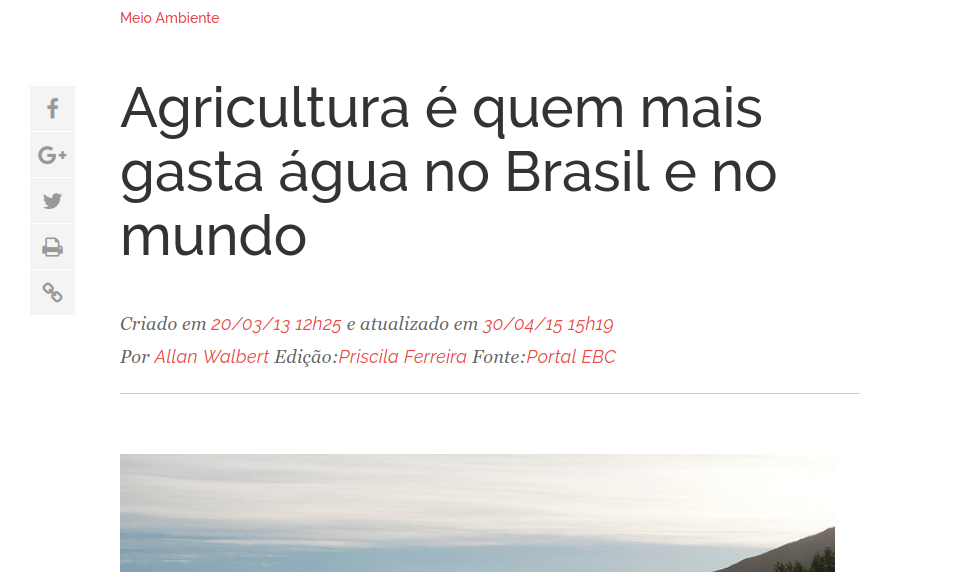 Meio Ambiente
Agricultura é quem mais
gasta água no Brasil e no
mundo
Criado em 20/03/13 12h25 e atualizado em 30/04/15 15h19
Por Allan Walbert Edição:Priscila Ferreira Fonte:Portal EBC